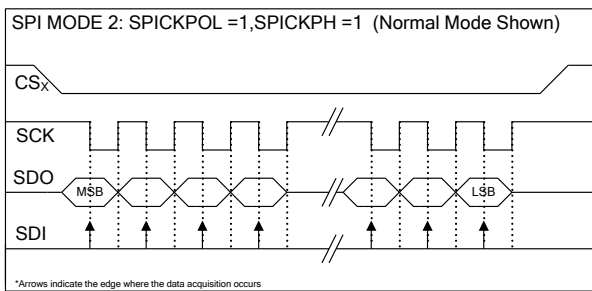 SPI MODE 2: SPICKPOL =1,SPICKPH =1 (Normal Mode Shown)
CSX
SCK
SDO
MSB
LSB
SDI
*Arrows indicate the edge where the data acquisition occurs